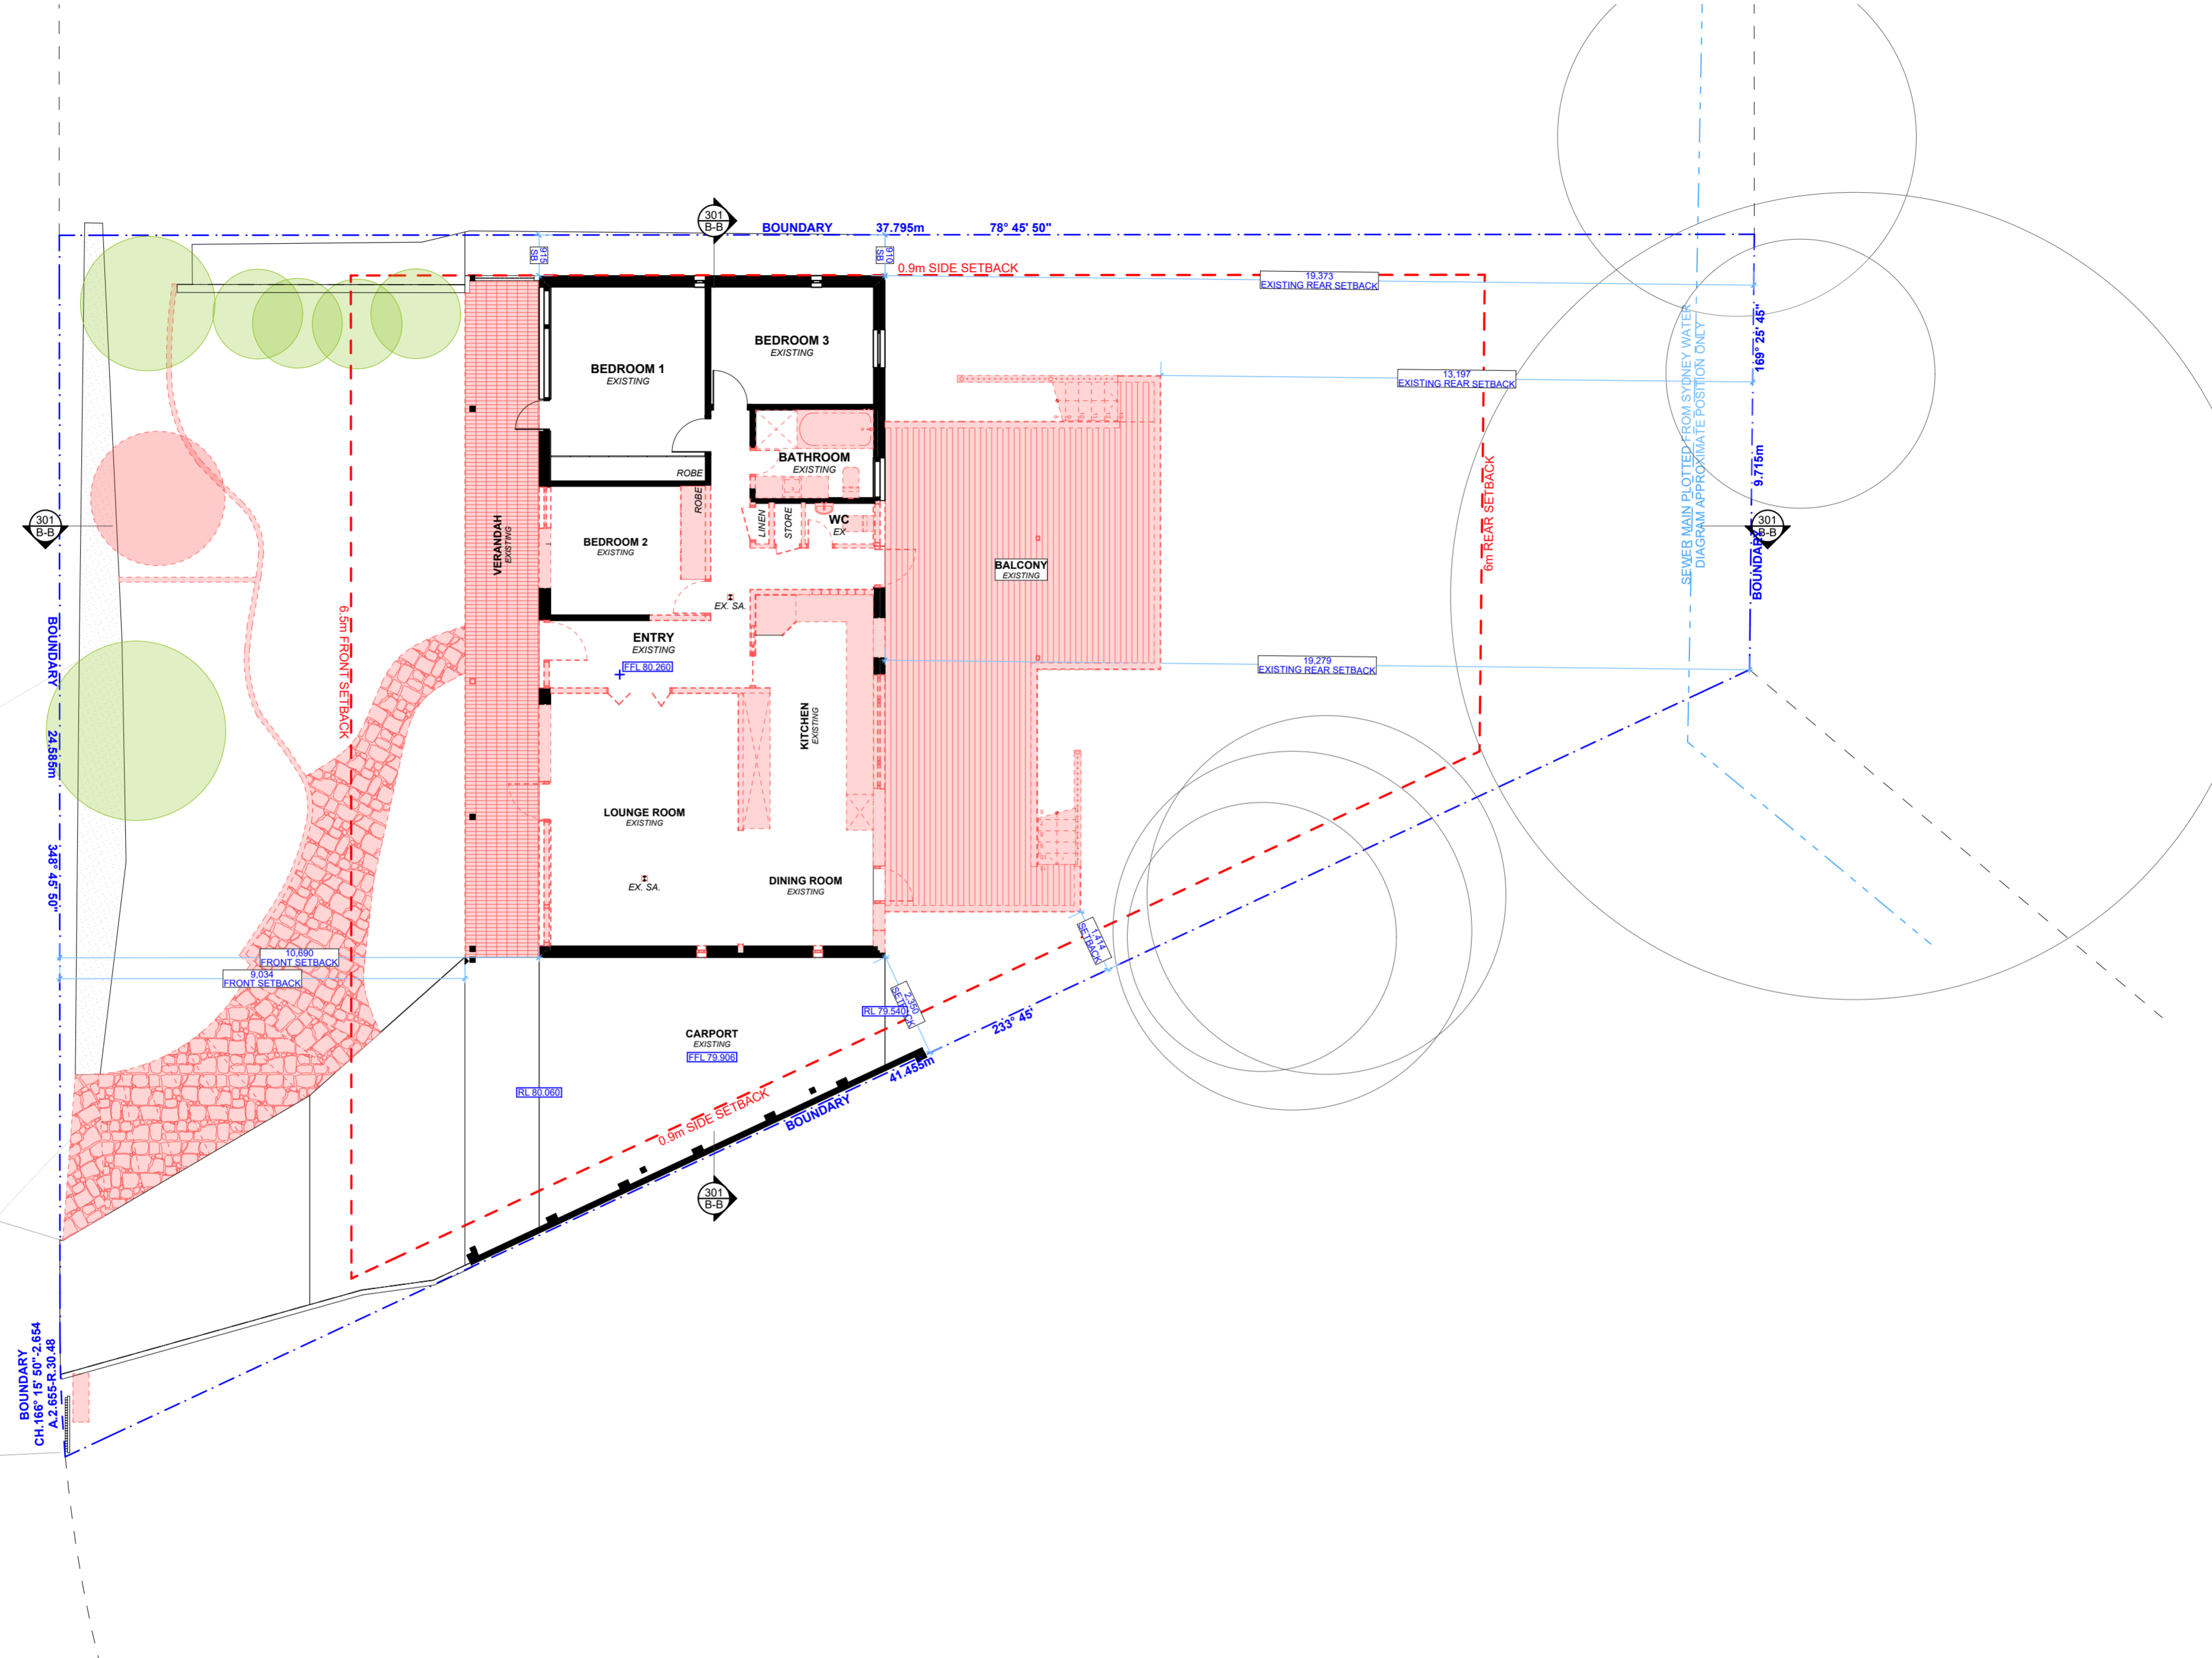 301
B-B
BOUNDARY 37.795m 78° 45' 50"
915
SB
910
SB
0.9m SIDE SETBACK
19,373
EXISTING REAR SETBACK
BEDROOM 1
EXISTING
BEDROOM 3
EXISTING
13,197
EXISTING REAR SETBACK
169° 25' 45"
9.715m
BOUNDARY
SEWER MAIN PLOTTED FROM SYDNEY WATER
DIAGRAM APPROXIMATE POSITION ONLY
6m REAR SETBACK
BATHROOM
EXISTING
ROBE
ROBE
LINEN
STORE
WC
EX
301
B-B
301
B-B
VERANDAH
EXISTING
BEDROOM 2
EXISTING
BALCONY
EXISTING
EX. SA.
ENTRY
EXISTING
FFL 80.260
19,279
EXISTING REAR SETBACK
6.5m FRONT SETBACK
BOUNDARY
24.585m
348° 45' 50"
KITCHEN
EXISTING
LOUNGE ROOM
EXISTING
EX. SA.
DINING ROOM
EXISTING
10,690
FRONT SETBACK
9,034
FRONT SETBACK
1,414
SETBACK
2,350
SETBACK
RL 79.540
233° 45'
CARPORT
EXISTING
FFL 79.906
41.455m
RL 80.060
0.9m SIDE SETBACK
BOUNDARY
301
B-B
BOUNDARY
CH.166° 15' 50"-2.654
A.2.655-R.30.48